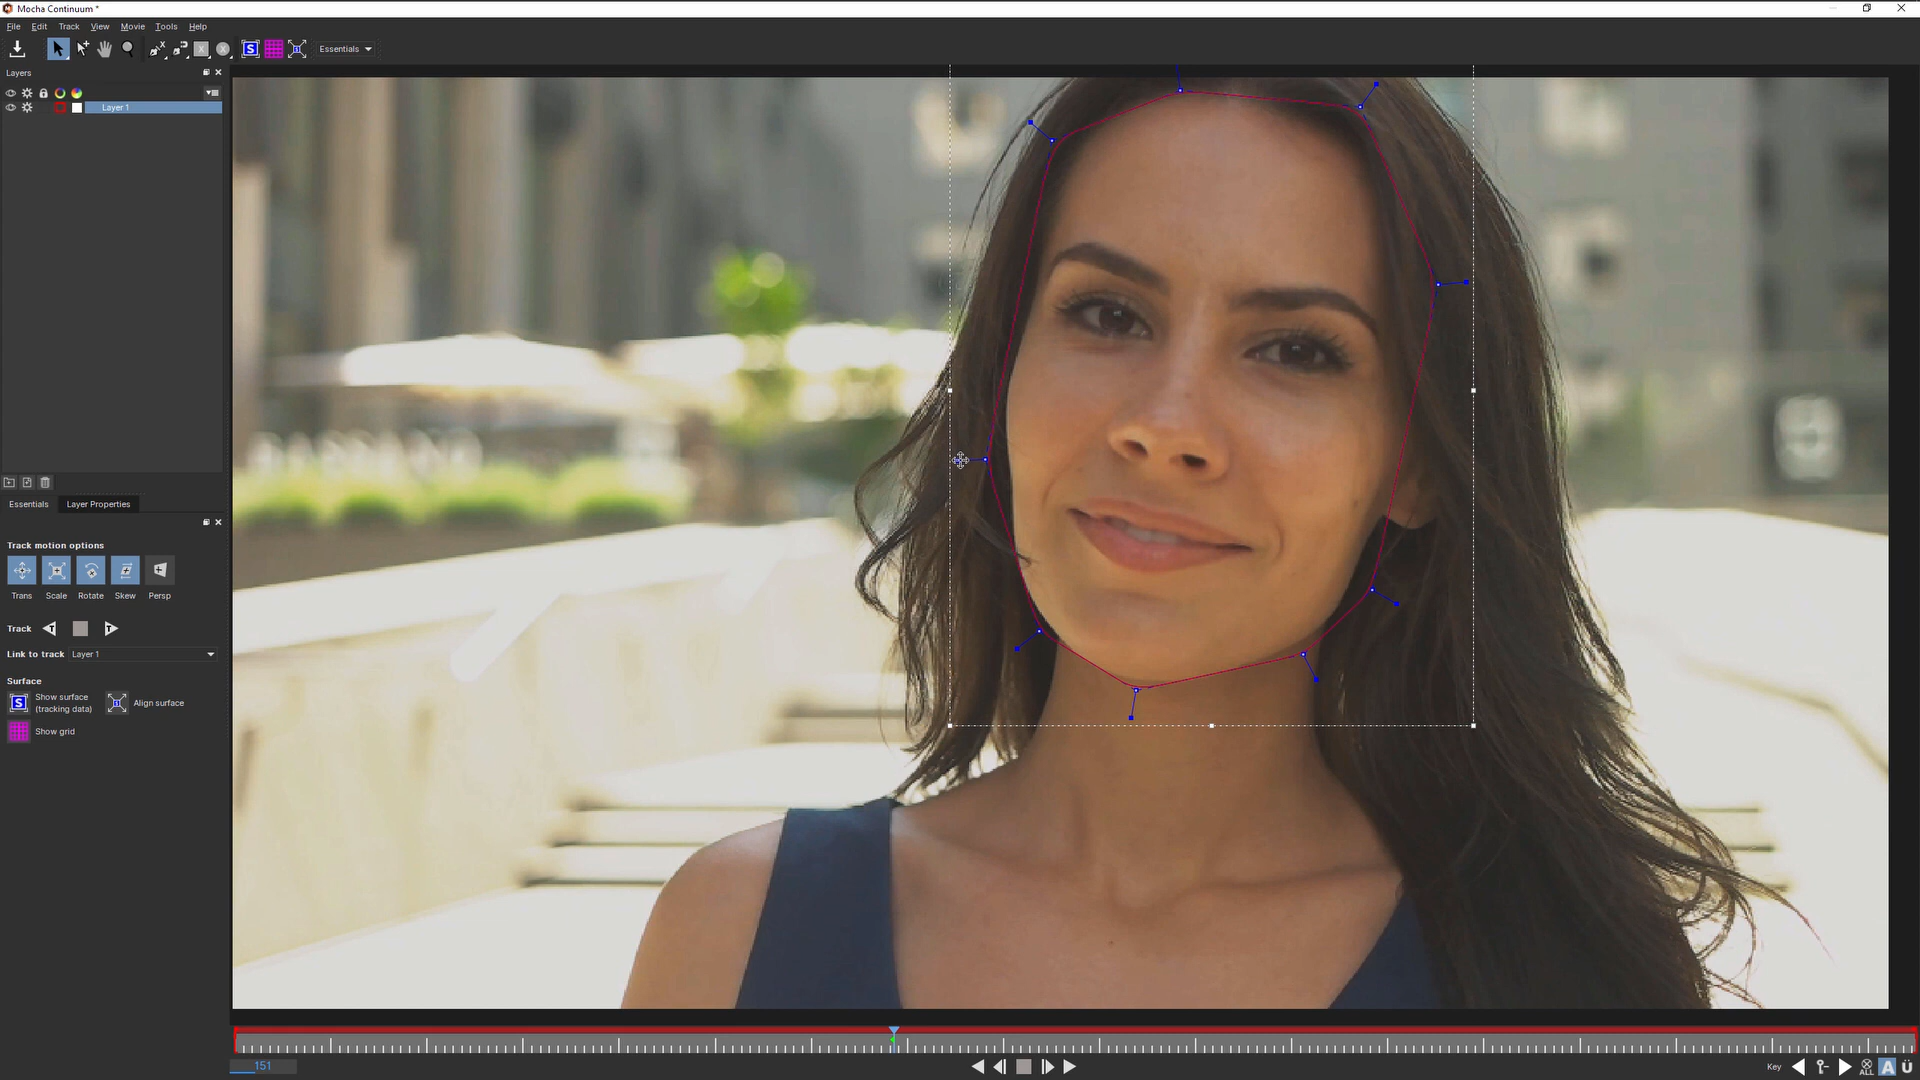 Mocha Continuum *
File Edit Track View Movie Tools Help
S Essentials
Layers
Layer 1
Essentials Layer Properties
Track motion options
Trans Scale Rotate Skew Persp
Track
Link to track Layer 1
Surface
S Show surface (tracking data) Align surface
Show grid
151
Key ALL A Ü